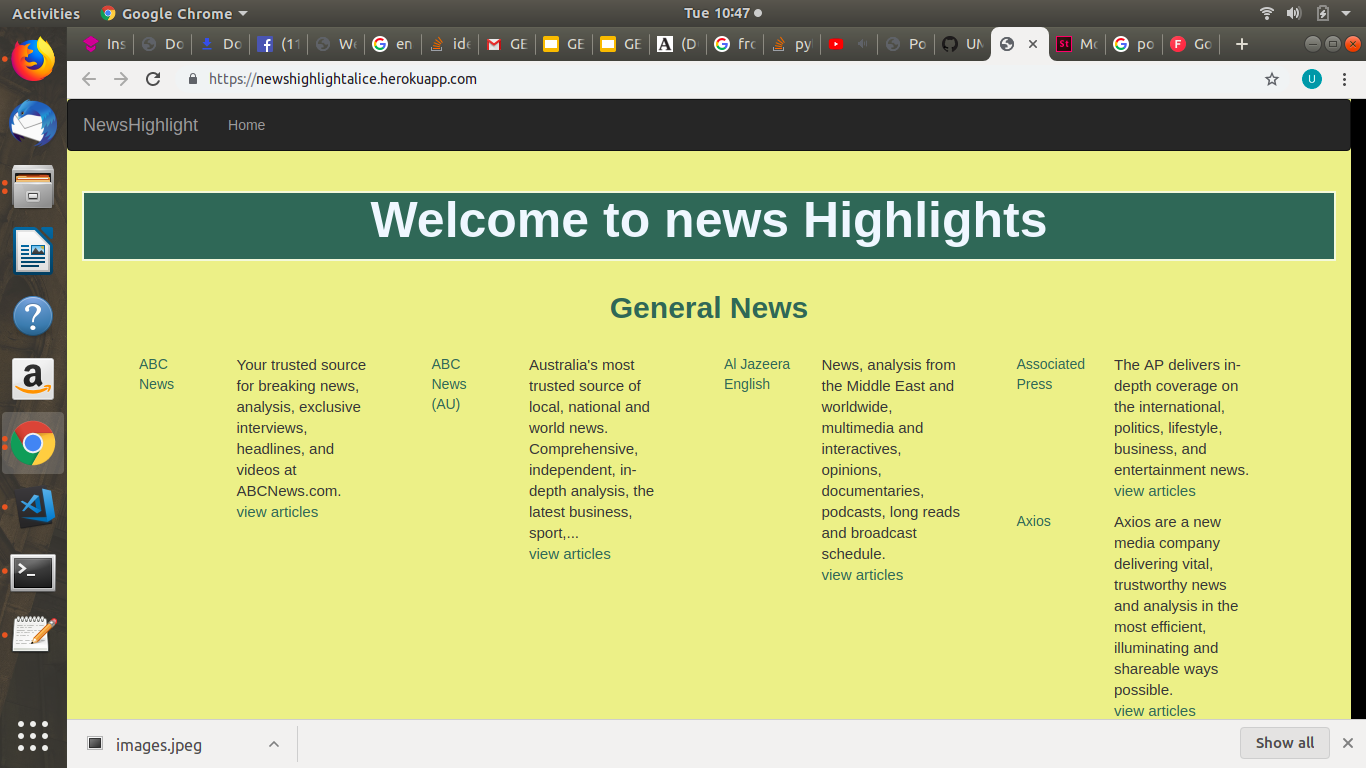 Activities
Google Chrome
Tue 10:47
Ins
Do
Do
(11
We
en
ide
GE
GE
GE
(D
fro
py
Po
UM
Mo
po
Go
https://newshighlightalice.herokuapp.com
U
NewsHighlight
Home
Welcome to news Highlights
General News
ABC
News
Your trusted source
for breaking news,
analysis, exclusive
interviews,
headlines, and
videos at
ABCNews.com.
view articles
ABC
News
(AU)
Australia's most
trusted source of
local, national and
world news.
Comprehensive,
independent, in-
depth analysis, the
latest business,
sport,...
view articles
Al Jazeera
English
News, analysis from
the Middle East and
worldwide,
multimedia and
interactives,
opinions,
documentaries,
podcasts, long reads
and broadcast
schedule.
view articles
Associated
Press
The AP delivers in-
depth coverage on
the international,
politics, lifestyle,
business, and
entertainment news.
view articles
Axios
Axios are a new
media company
delivering vital,
trustworthy news
and analysis in the
most efficient,
illuminating and
shareable ways
possible.
view articles
images.jpeg
Show all